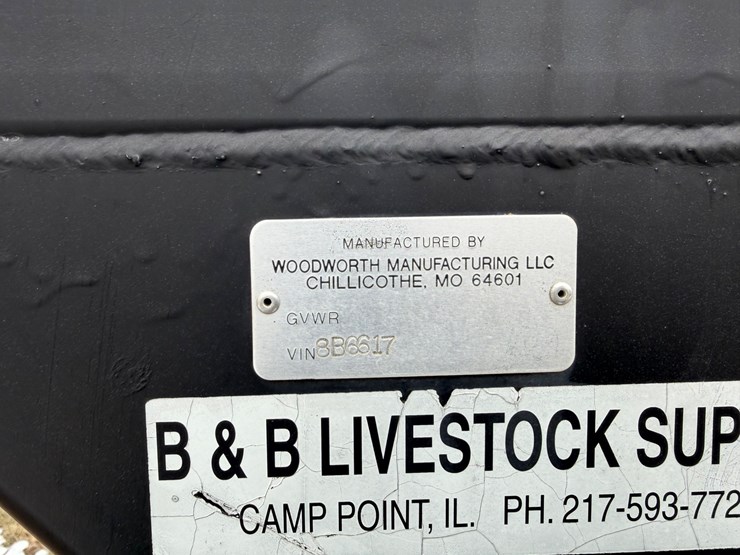 MANUFACTURED BY
WOODWORTH MANUFACTURING LLC
CHILLICOTHE, MO 64601
GVWR
VIN 8B6617
B & B LIVESTOCK SUP
CAMP POINT, IL. PH. 217-593-772